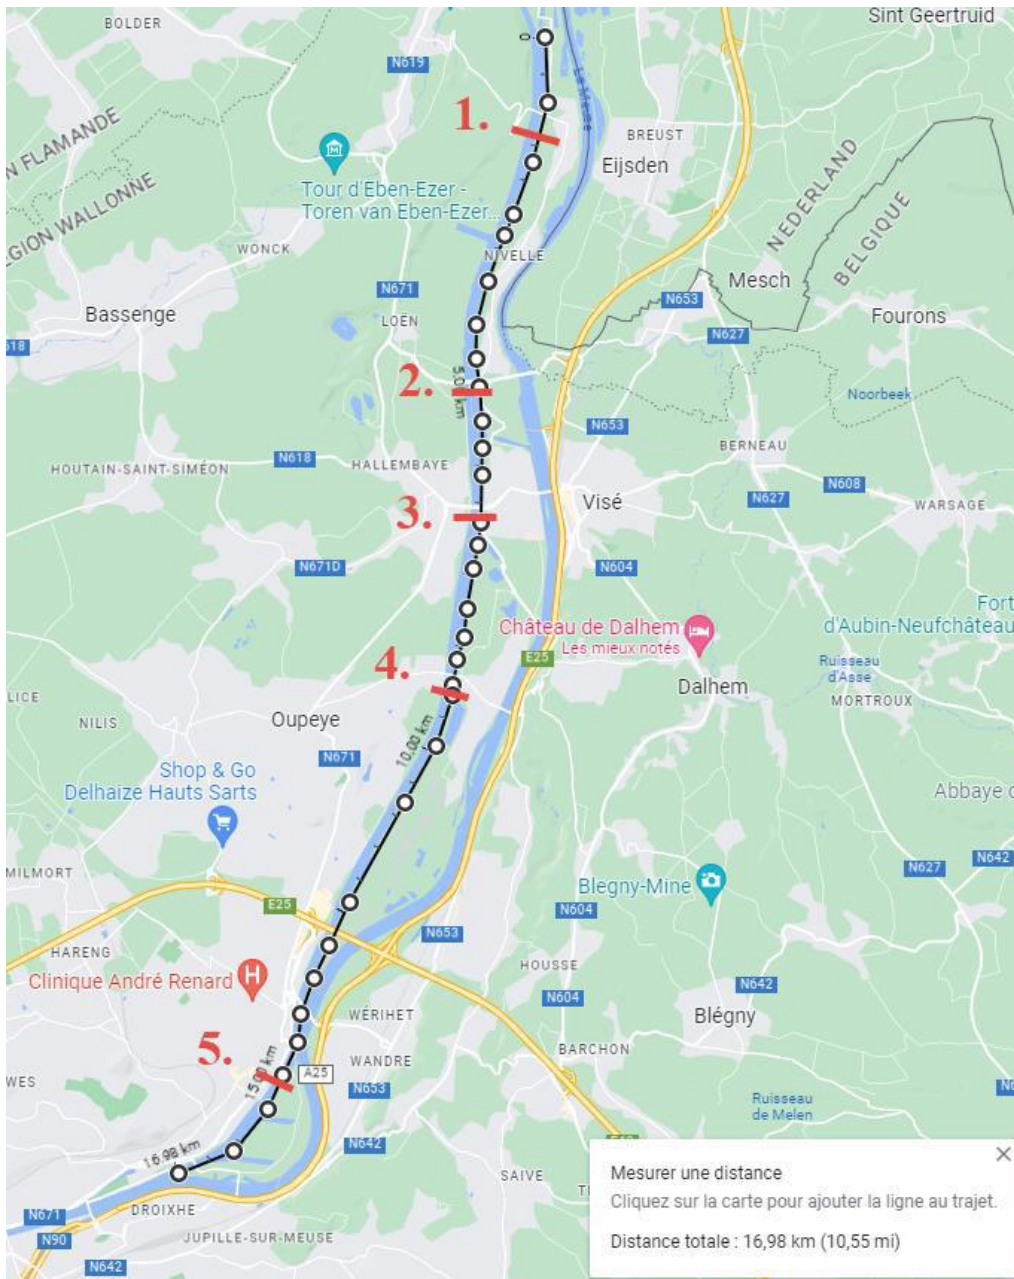 Sint Geertruid
BOLDER
0
N619
La Meuse
1.
BREUST
N FLAMANDE
Eijsden
NEDERLAND
Tour d'Eben-Ezer -
Toren van Eben-Ezer...
GION WALLONNE
BELGIQUE
WONCK
NIVELLE
Mesch
N671
N653
Bassenge
LOËN
Fourons
N627
618
2.
5,00 km
Noorbeek
N653
BERNEAU
HOUTAIN-SAINT-SIMÉON
N618
HALLEMBAYE
N608
N627
Visé
WARSAGE
3.
N671D
N604
Fort
d'Aubin-Neufchâteau
Château de Dalhem
Les mieux notés
E25
4.
Ruisseau
d'Asse
Dalhem
LICE
MORTROUX
NILIS
Oupeye
10,00 km
N671
Shop & Go
Delhaize Hauts Sarts
Abbaye d
MILMORT
N642
N627
Blegny-Mine
E25
N604
N653
HARENG
HOUSSE
Clinique André Renard
N642
N604
WÉRIHET
Blégny
5.
BARCHON
WANDRE
15,00 km
A25
WES
N653
Ruisseau
de Melen
16,98 km
N642
SAIVE
N671
DROIXHE
N90
JUPILLE-SUR-MEUSE
N642
Mesurer une distance
Cliquez sur la carte pour ajouter la ligne au trajet.
Distance totale : 16,98 km (10,55 mi)